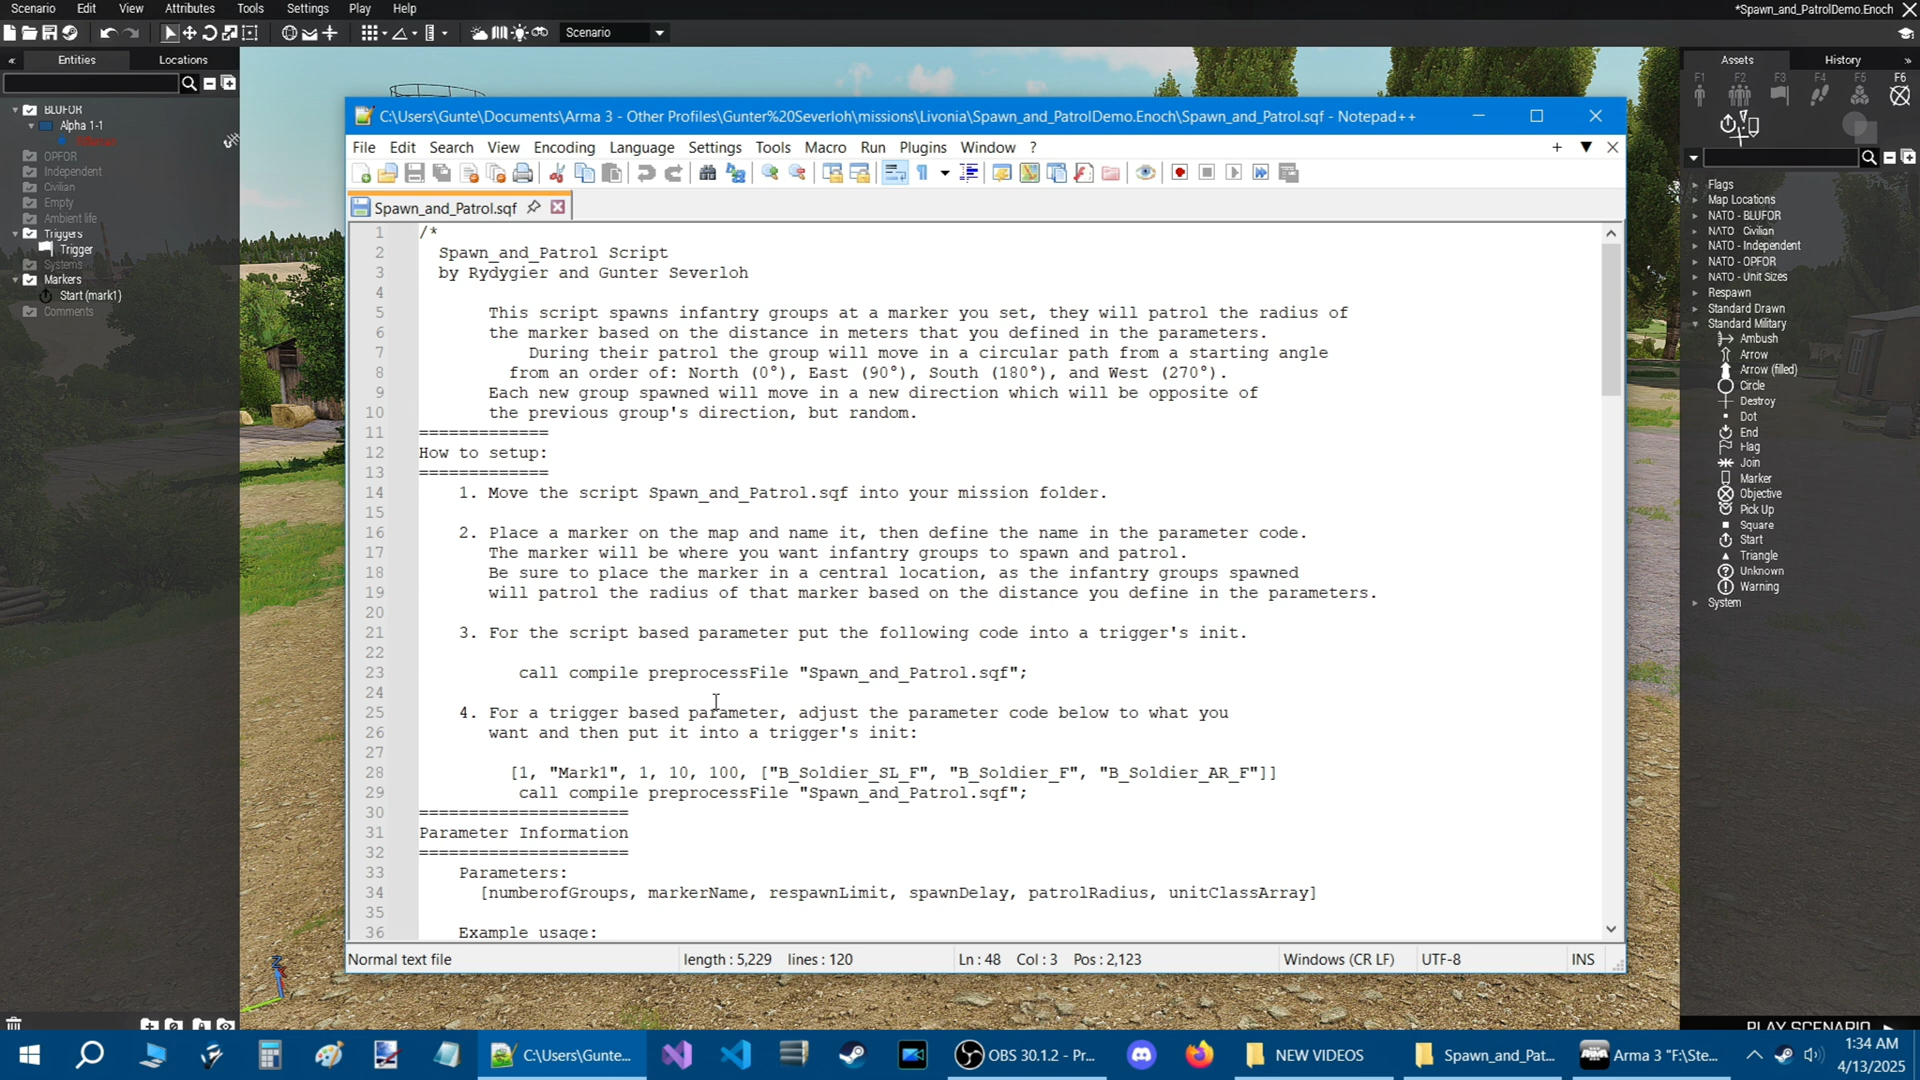 Scenario Edit View Attributes Tools Settings Play Help
*Spawn_and_PatrolDemo.Enoch
Scenario
Entities Locations
BLUFOR
Alpha 1-1
OPFOR
Independent
Civilian
Empty
Ambient life
Triggers
Trigger
Systems
Markers
Start (mark1)
Comments
C:\Users\Gunte\Documents\Arma 3 - Other Profiles\Gunter%20Severloh\missions\Livonia\Spawn_and_PatrolDemo.Enoch\Spawn_and_Patrol.sqf - Notepad++
File Edit Search View Encoding Language Settings Tools Macro Run Plugins Window ?
Spawn_and_Patrol.sqf
1 /*
2 Spawn_and_Patrol Script
3 by Rydygier and Gunter Severloh
4
5 This script spawns infantry groups at a marker you set, they will patrol the radius of
6 the marker based on the distance in meters that you defined in the parameters.
7 During their patrol the group will move in a circular path from a starting angle
8 from an order of: North (0°), East (90°), South (180°), and West (270°).
9 Each new group spawned will move in a new direction which will be opposite of
10 the previous group's direction, but random.
11 =============
12 How to setup:
13 =============
14 1. Move the script Spawn_and_Patrol.sqf into your mission folder.
15
16 2. Place a marker on the map and name it, then define the name in the parameter code.
17 The marker will be where you want infantry groups to spawn and patrol.
18 Be sure to place the marker in a central location, as the infantry groups spawned
19 will patrol the radius of that marker based on the distance you define in the parameters.
20
21 3. For the script based parameter put the following code into a trigger's init.
22
23 call compile preprocessFile "Spawn_and_Patrol.sqf";
24
25 4. For a trigger based parameter, adjust the parameter code below to what you
26 want and then put it into a trigger's init:
27
28 [1, "Mark1", 1, 10, 100, ["B_Soldier_SL_F", "B_Soldier_F", "B_Soldier_AR_F"]]
29 call compile preprocessFile "Spawn_and_Patrol.sqf";
30 =====================
31 Parameter Information
32 =====================
33 Parameters:
34 [numberofGroups, markerName, respawnLimit, spawnDelay, patrolRadius, unitClassArray]
35
36 Example usage:
Normal text file length : 5,229 lines : 120 Ln : 48 Col : 3 Pos : 2,123 Windows (CR LF) UTF-8 INS
Assets History
F1 F2 F3 F4 F5 F6
Flags
Map Locations
NATO - BLUFOR
NATO - Civilian
NATO - Independent
NATO - OPFOR
NATO - Unit Sizes
Respawn
Standard Drawn
Standard Military
Ambush
Arrow
Arrow (filled)
Circle
Destroy
Dot
End
Flag
Join
Marker
Objective
Pick Up
Square
Start
Triangle
Unknown
Warning
System
PLAY SCENARIO
C:\Users\Gunte... OBS 30.1.2 - Pr... NEW VIDEOS Spawn_and_Pat... Arma 3 "F:\Ste...
1:34 AM
4/13/2025